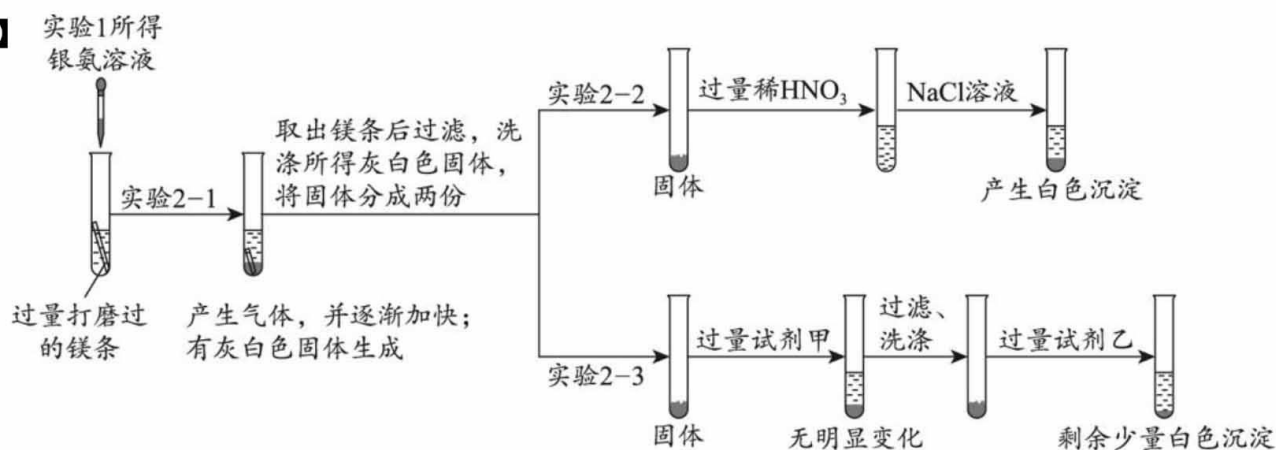 实验1所得
银氨溶液
过量打磨过
的镁条
实验2-1
产生气体，并逐渐加快；
有灰白色固体生成
取出镁条后过滤，洗
涤所得灰白色固体，
将固体分成两份
实验2-2
固体
过量稀HNO₃
NaCl溶液
产生白色沉淀
实验2-3
固体
过量试剂甲
无明显变化
过滤、
洗涤
过量试剂乙
剩余少量白色沉淀